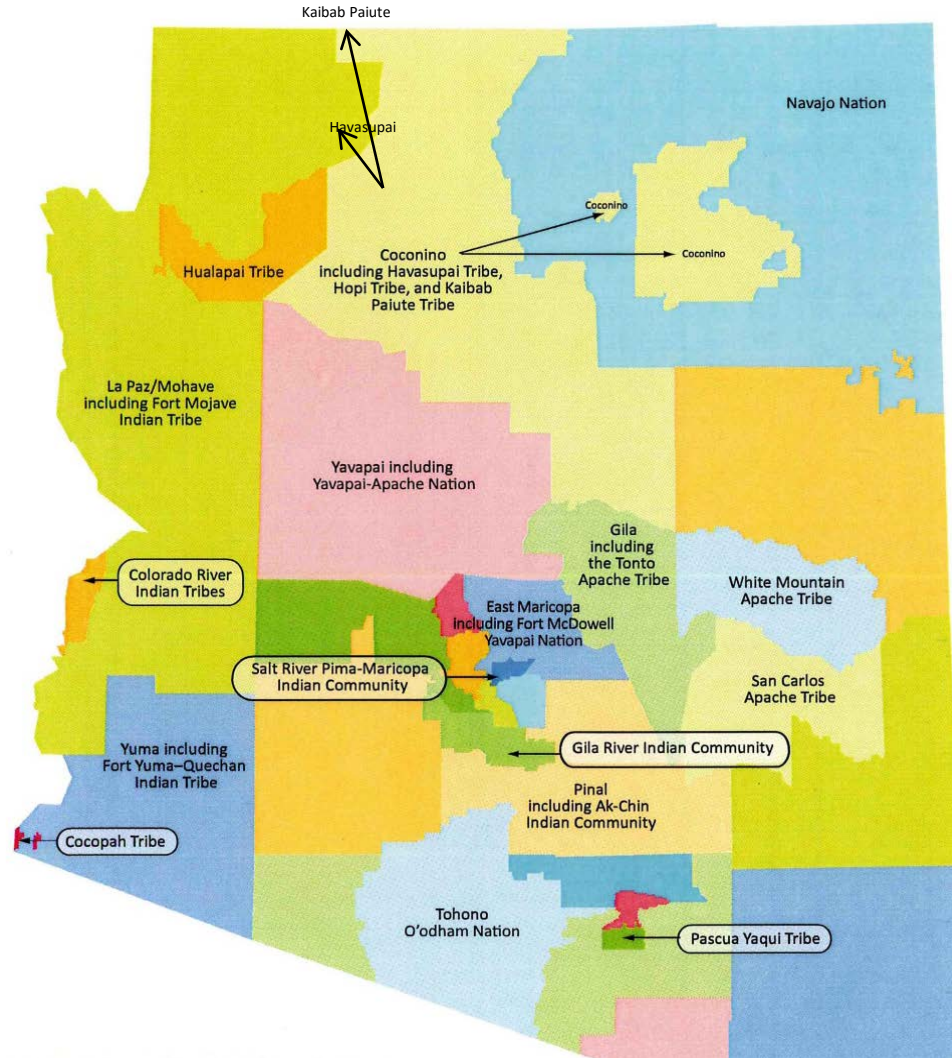 Kaibab Paiute
Navajo Nation
Havasupai
Coconino
Coconino
Coconino
including Havasupai Tribe,
Hopi Tribe, and Kaibab
Paiute Tribe
Hualapai Tribe
La Paz/Mohave
including Fort Mojave
Indian Tribe
Yavapai including
Yavapai-Apache Nation
Gila
including
the Tonto
Apache Tribe
White Mountain
Apache Tribe
Colorado River
Indian Tribes
East Maricopa
including Fort McDowell
Yavapai Nation
Salt River Pima-Maricopa
Indian Community
San Carlos
Apache Tribe
Yuma including
Fort Yuma–Quechan
Indian Tribe
Gila River Indian Community
Pinal
including Ak-Chin
Indian Community
Cocopah Tribe
Tohono
O'odham Nation
Pascua Yaqui Tribe